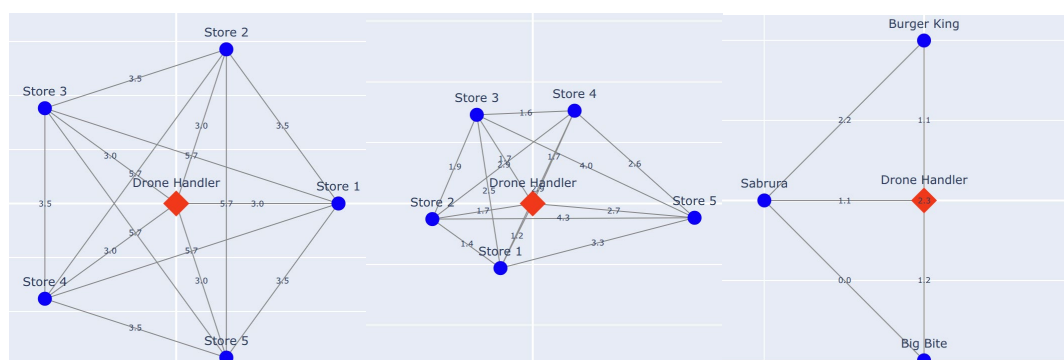 Store 2
3.5
Store 3
3.0
3.5
3.0
5.7
5.7
Drone Handler
Store 1
3.5
5.7
3.0
5.7
5.7
Store 4
3.0
3.0
3.5
3.5
Store 5
Store 3
Store 4
1.6
1.9
1.7
2.9
1.7
4.0
2.6
Drone Handler
2.5
Store 2
1.7
2.7
Store 5
4.3
1.2
1.4
3.3
Store 1
Burger King
2.2
1.1
Sabrura
Drone Handler
1.1
2.3
0.0
1.2
Big Bite